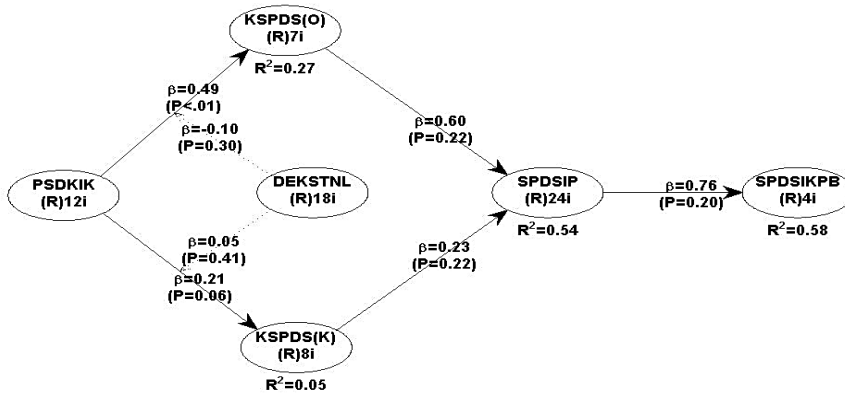 KSPDS(O)
(R)7i
R²=0.27
β=0.49
(P<.01)
β=-0.10
(P=0.30)
β=0.60
(P=0.22)
PSDKIK
(R)12i
DEKSTNL
(R)18i
SPDSIP
(R)24i
R²=0.54
β=0.76
(P=0.20)
SPDSIKPB
(R)4i
R²=0.58
β=0.05
(P=0.41)
β=0.21
(P=0.06)
β=0.23
(P=0.22)
KSPDS(K)
(R)8i
R²=0.05